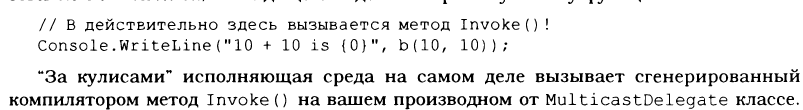 // В действительно здесь вызывается метод Invoke()!
Console.WriteLine("10 + 10 is {0}", b(10, 10));
"За кулисами" исполняющая среда на самом деле вызывает сгенерированный
компилятором метод Invoke() на вашем производном от MulticastDelegate классе.